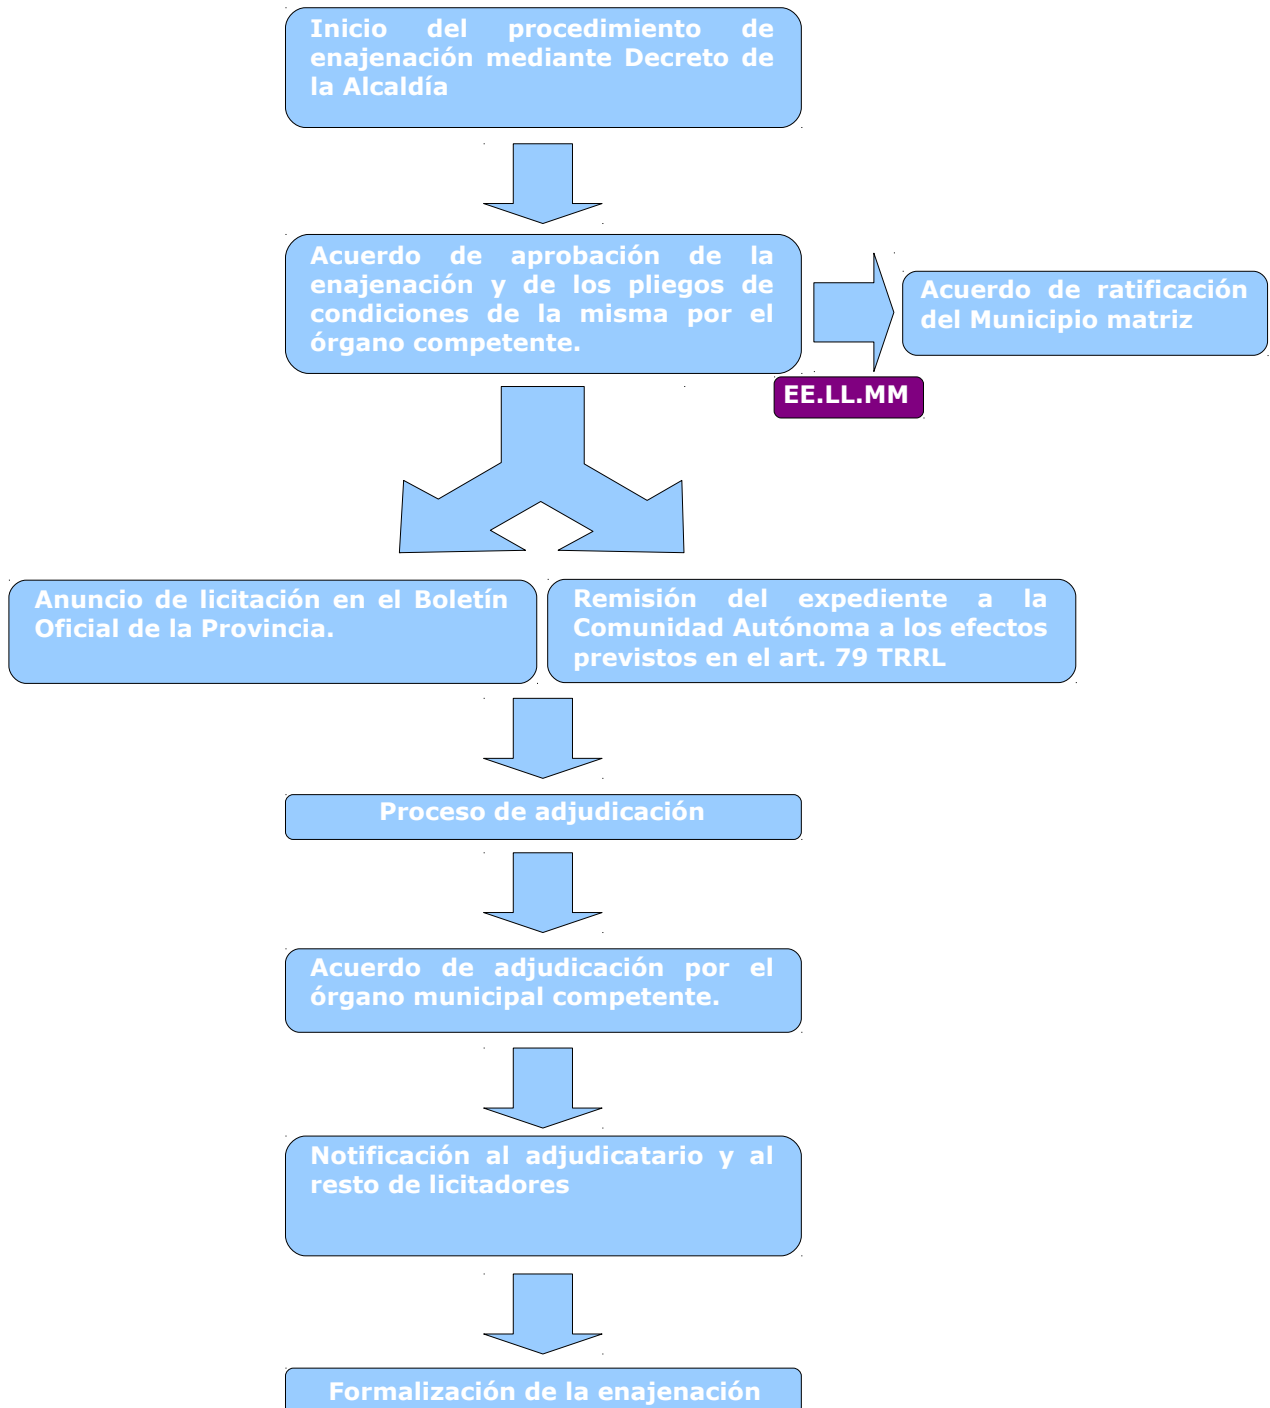 Inicio del procedimiento de
enajenación mediante Decreto de
la Alcaldía
Acuerdo de aprobación de la
enajenación y de los pliegos de
condiciones de la misma por el
órgano competente.
Acuerdo de ratificación
del Municipio matriz
EE.LL.MM
Anuncio de licitación en el Boletín
Oficial de la Provincia.
Remisión del expediente a la
Comunidad Autónoma a los efectos
previstos en el art. 79 TRRL
Proceso de adjudicación
Acuerdo de adjudicación por el
órgano municipal competente.
Notificación al adjudicatario y al
resto de licitadores
Formalización de la enajenación